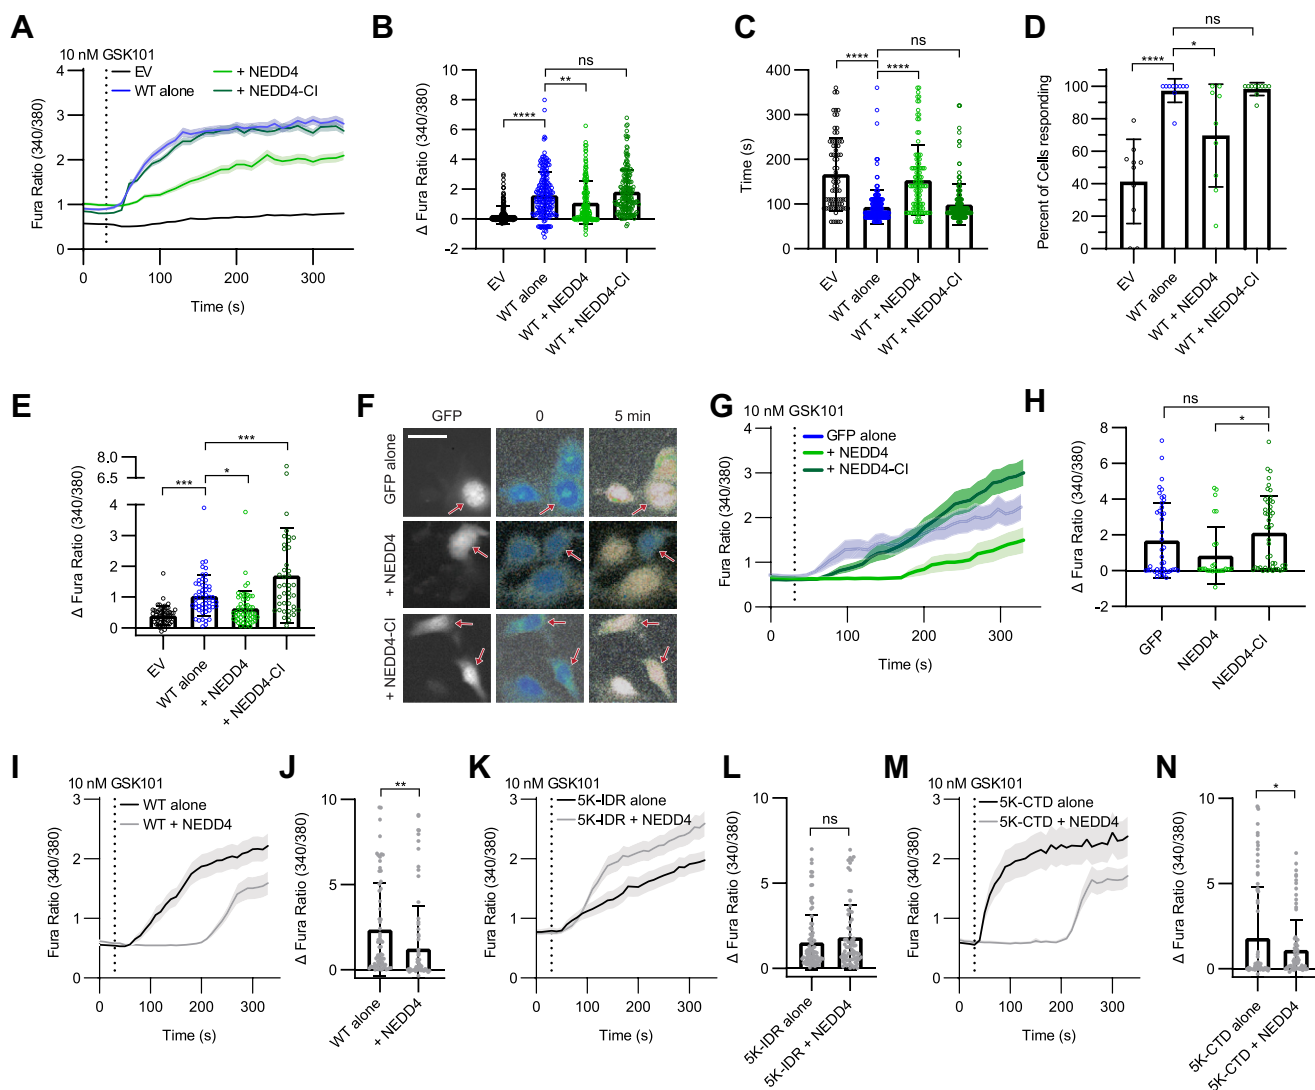 A
10 nM GSK101
EV
WT alone
+ NEDD4
+ NEDD4-CI
Fura Ratio (340/380)
4
3
2
1
0
0 100 200 300
Time (s)
B
ns
**
****
Δ Fura Ratio (340/380)
10
8
6
4
2
0
-2
EV
WT alone
WT + NEDD4
WT + NEDD4-CI
C
ns
**** ****
Time (s)
400
300
200
100
0
EV
WT alone
WT + NEDD4
WT + NEDD4-CI
D
ns
*
****
Percent of Cells responding
100
80
60
40
20
0
EV
WT alone
WT + NEDD4
WT + NEDD4-CI
E
***
*
***
Δ Fura Ratio (340/380)
8.0
6.5
4
3
2
1
0
EV
WT alone
+ NEDD4
+ NEDD4-CI
F
GFP 0 5 min
GFP alone
+ NEDD4
+ NEDD4-CI
G
10 nM GSK101
GFP alone
+ NEDD4
+ NEDD4-CI
Fura Ratio (340/380)
4
3
2
1
0
0 100 200 300
Time (s)
H
ns
*
Δ Fura Ratio (340/380)
8
6
4
2
0
-2
GFP
NEDD4
NEDD4-CI
I
10 nM GSK101
WT alone
WT + NEDD4
Fura Ratio (340/380)
3
2
1
0
0 100 200 300
Time (s)
J
**
Δ Fura Ratio (340/380)
10
5
0
WT alone
+ NEDD4
K
10 nM GSK101
5K-IDR alone
5K-IDR + NEDD4
Fura Ratio (340/380)
3
2
1
0
0 100 200 300
Time (s)
L
ns
Δ Fura Ratio (340/380)
10
5
0
5K-IDR alone
5K-IDR + NEDD4
M
10 nM GSK101
5K-CTD alone
5K-CTD + NEDD4
Fura Ratio (340/380)
3
2
1
0
0 100 200 300
Time (s)
N
*
Δ Fura Ratio (340/380)
10
5
0
5K-CTD alone
5K-CTD + NEDD4